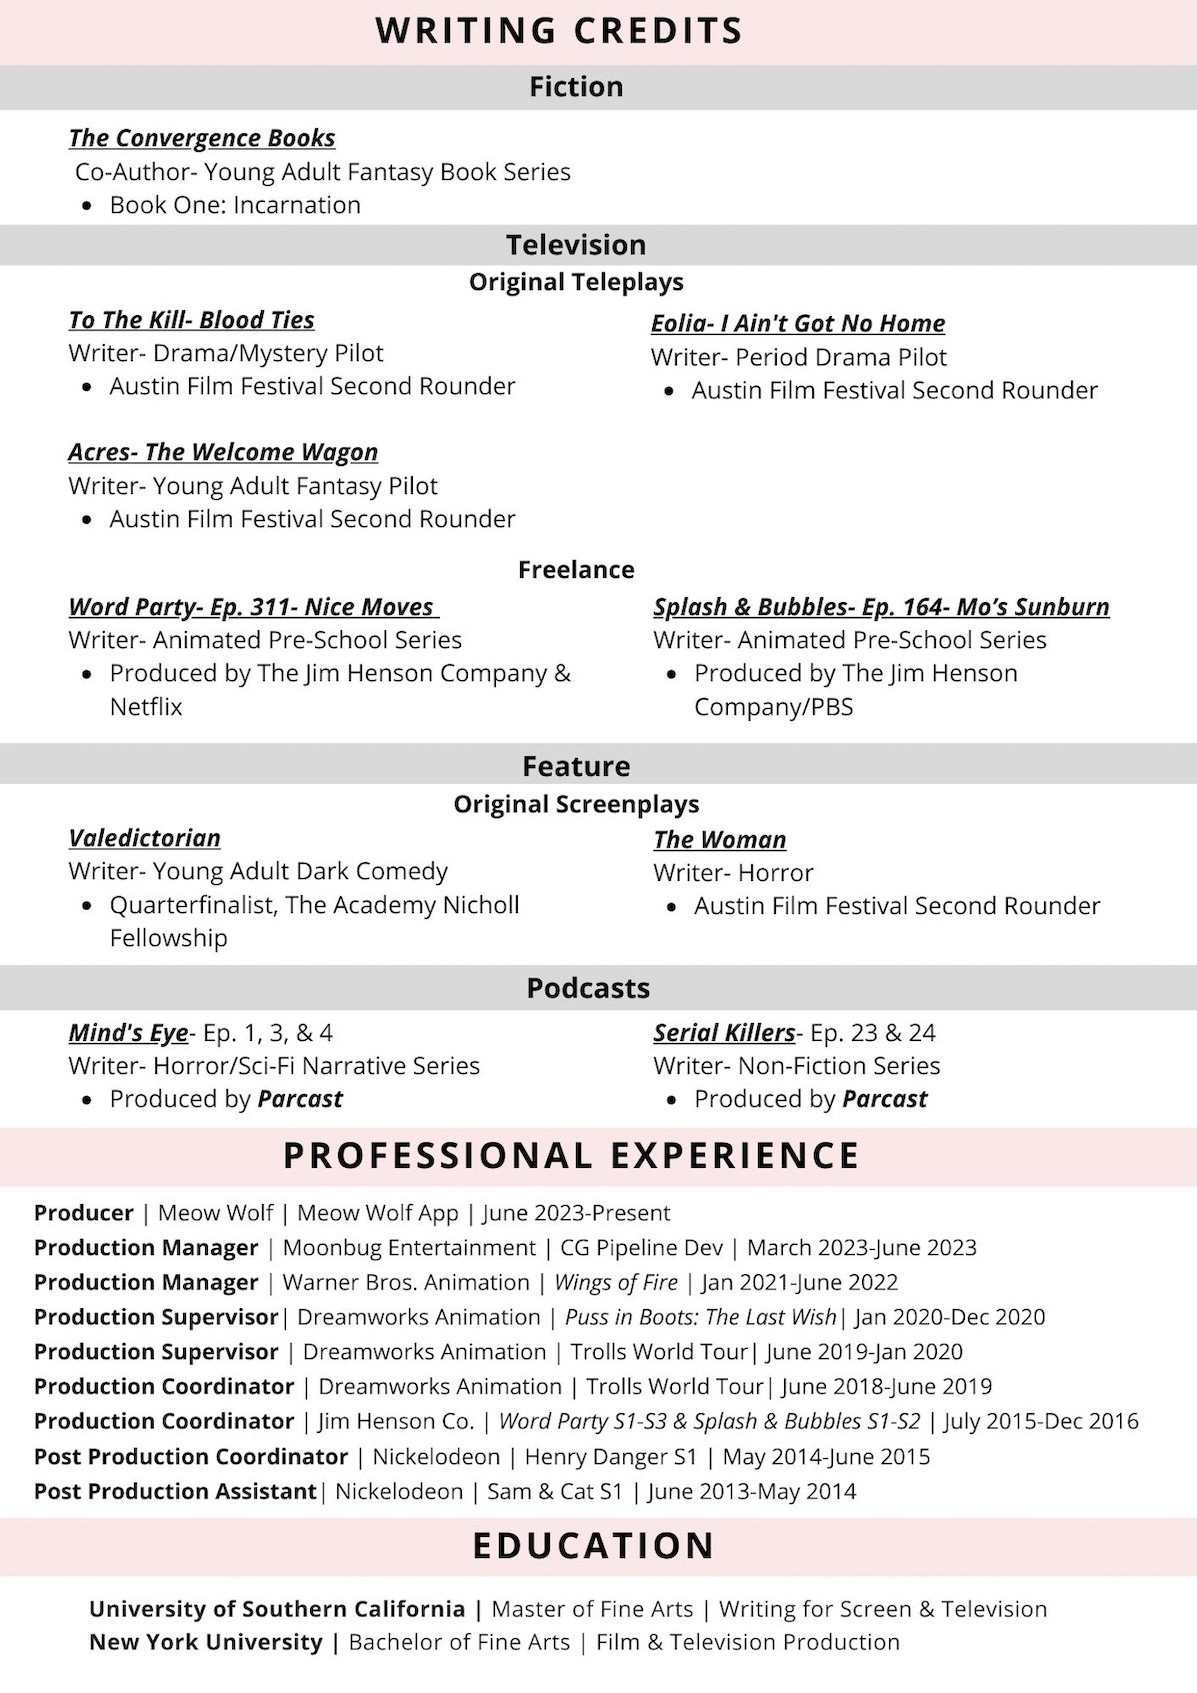 WRITING CREDITS
Fiction
The Convergence Books
Co-Author- Young Adult Fantasy Book Series
• Book One: Incarnation
Television
Original Teleplays
To The Kill- Blood Ties
Writer- Drama/Mystery Pilot
• Austin Film Festival Second Rounder
Eolia- I Ain't Got No Home
Writer- Period Drama Pilot
• Austin Film Festival Second Rounder
Acres- The Welcome Wagon
Writer- Young Adult Fantasy Pilot
• Austin Film Festival Second Rounder
Freelance
Word Party- Ep. 311- Nice Moves
Writer- Animated Pre-School Series
• Produced by The Jim Henson Company &
Netflix
Splash & Bubbles- Ep. 164- Mo’s Sunburn
Writer- Animated Pre-School Series
• Produced by The Jim Henson
Company/PBS
Feature
Original Screenplays
Valedictorian
Writer- Young Adult Dark Comedy
• Quarterfinalist, The Academy Nicholl
Fellowship
The Woman
Writer- Horror
• Austin Film Festival Second Rounder
Podcasts
Mind's Eye- Ep. 1, 3, & 4
Writer- Horror/Sci-Fi Narrative Series
• Produced by Parcast
Serial Killers- Ep. 23 & 24
Writer- Non-Fiction Series
• Produced by Parcast
PROFESSIONAL EXPERIENCE
Producer | Meow Wolf | Meow Wolf App | June 2023-Present
Production Manager | Moonbug Entertainment | CG Pipeline Dev | March 2023-June 2023
Production Manager | Warner Bros. Animation | Wings of Fire | Jan 2021-June 2022
Production Supervisor| Dreamworks Animation | Puss in Boots: The Last Wish| Jan 2020-Dec 2020
Production Supervisor | Dreamworks Animation | Trolls World Tour| June 2019-Jan 2020
Production Coordinator | Dreamworks Animation | Trolls World Tour| June 2018-June 2019
Production Coordinator | Jim Henson Co. | Word Party S1-S3 & Splash & Bubbles S1-S2 | July 2015-Dec 2016
Post Production Coordinator | Nickelodeon | Henry Danger S1 | May 2014-June 2015
Post Production Assistant| Nickelodeon | Sam & Cat S1 | June 2013-May 2014
EDUCATION
University of Southern California | Master of Fine Arts | Writing for Screen & Television
New York University | Bachelor of Fine Arts | Film & Television Production